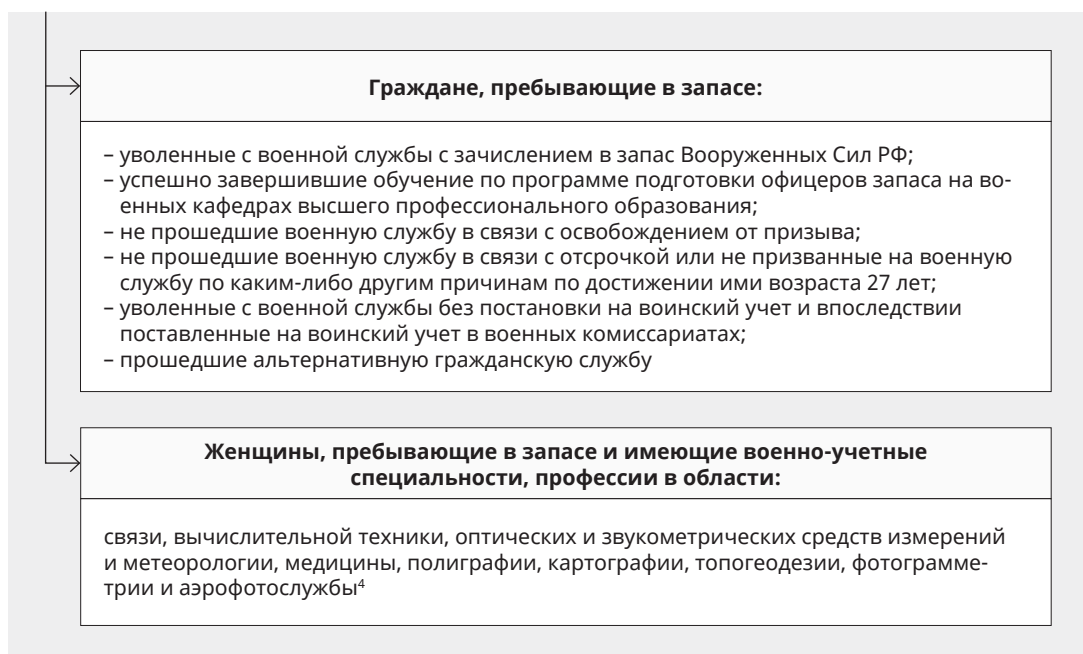 Граждане, пребывающие в запасе:
– уволенные с военной службы с зачислением в запас Вооруженных Сил РФ;
– успешно завершившие обучение по программе подготовки офицеров запаса на во-
енных кафедрах высшего профессионального образования;
– не прошедшие военную службу в связи с освобождением от призыва;
– не прошедшие военную службу в связи с отсрочкой или не призванные на военную
службу по каким-либо другим причинам по достижении ими возраста 27 лет;
– уволенные с военной службы без постановки на воинский учет и впоследствии
поставленные на воинский учет в военных комиссариатах;
– прошедшие альтернативную гражданскую службу
Женщины, пребывающие в запасе и имеющие военно-учетные
специальности, профессии в области:
связи, вычислительной техники, оптических и звукометрических средств измерений
и метеорологии, медицины, полиграфии, картографии, топогеодезии, фотограмме-
трии и аэрофотослужбы⁴